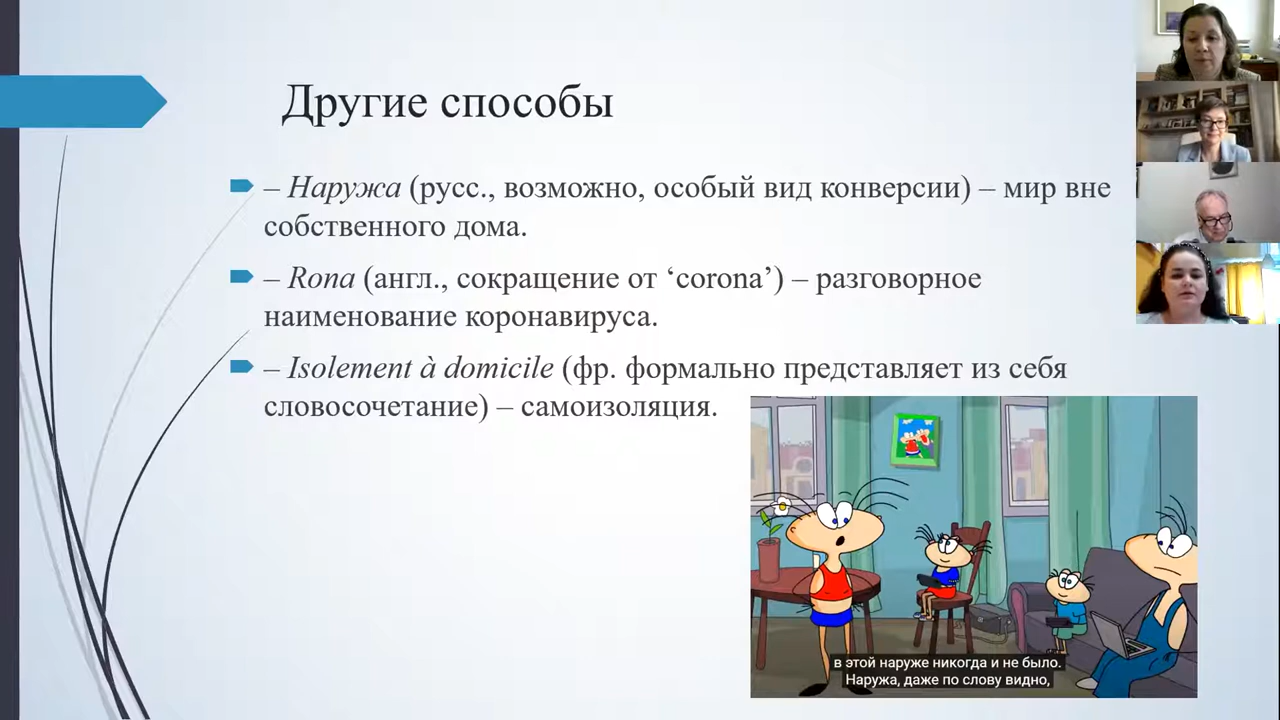 Другие способы
– Наружа (русс., возможно, особый вид конверсии) – мир вне
собственного дома.
– Rona (англ., сокращение от ‘corona’) – разговорное
наименование коронавируса.
– Isolement à domicile (фр. формально представляет из себя
словосочетание) – самоизоляция.
в этой наруже никогда и не было.
Наружа, даже по слову видно,